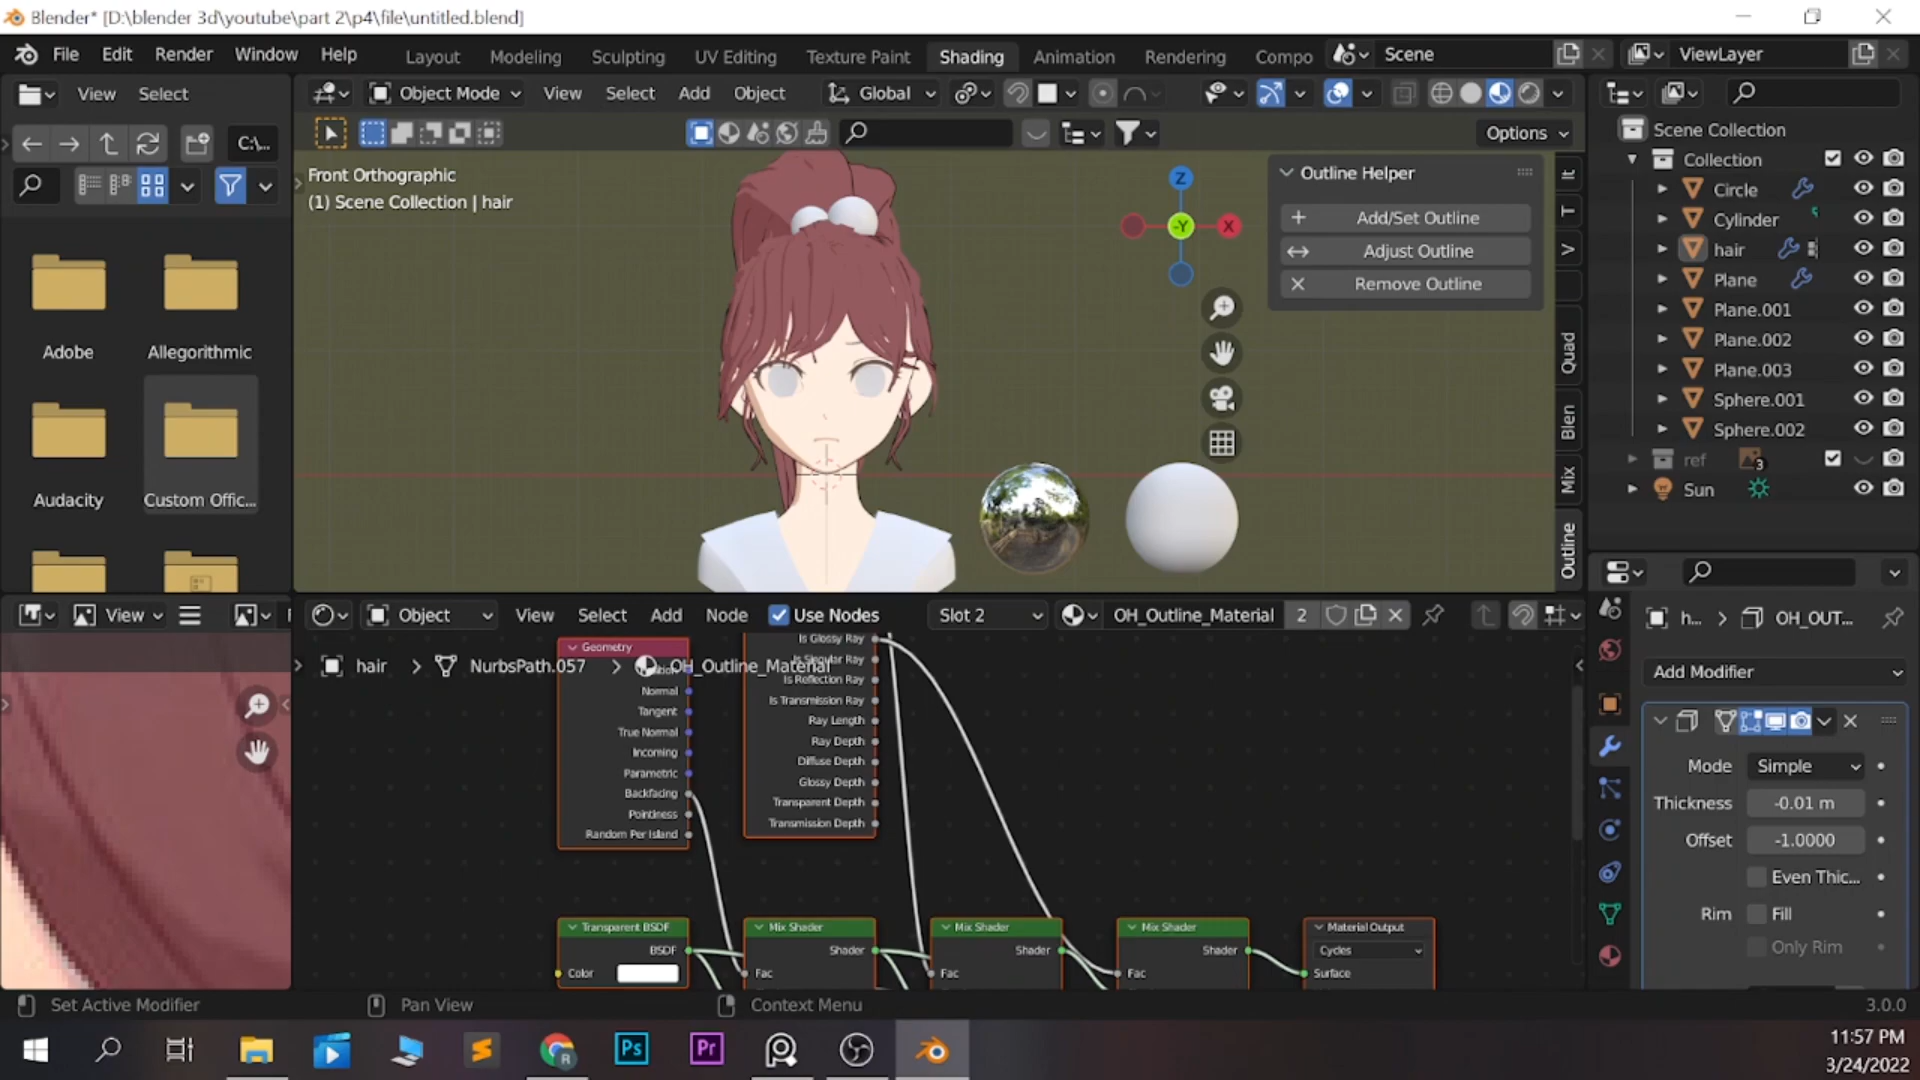 Blender* [D:\blender 3d\youtube\part 2\p4\file\untitled.blend]
File Edit Render Window Help Layout Modeling Sculpting UV Editing Texture Paint Shading Animation Rendering Compo Scene ViewLayer
View Select Object Mode View Select Add Object Global
C:\... Options
Front Orthographic
(1) Scene Collection | hair
Z
-Y
X
Outline Helper
Add/Set Outline
Adjust Outline
Remove Outline
It
T
V
Quad
Blen
Mix
Outline
Scene Collection
Collection
Circle
Cylinder
hair
Plane
Plane.001
Plane.002
Plane.003
Sphere.001
Sphere.002
ref 3
Sun
Adobe Allegorithmic
Audacity Custom Offic...
View Object View Select Add Node Use Nodes Slot 2 OH_Outline_Material 2
hair NurbsPath.057 OH_Outline_Material
Geometry
Normal
Tangent
True Normal
Incoming
Parametric
Backfacing
Pointiness
Random Per Island
Is Glossy Ray
Is Singular Ray
Is Reflection Ray
Is Transmission Ray
Ray Length
Ray Depth
Diffuse Depth
Glossy Depth
Transparent Depth
Transmission Depth
Transparent BSDF
BSDF
Color
Mix Shader
Shader
Fac
Mix Shader
Shader
Fac
Mix Shader
Shader
Fac
Material Output
Cycles
Surface
h... OH_OUT...
Add Modifier
Mode Simple
Thickness -0.01 m
Offset -1.0000
Even Thic...
Rim Fill
Only Rim
Set Active Modifier Pan View Context Menu 3.0.0
R Ps Pr
11:57 PM
3/24/2022